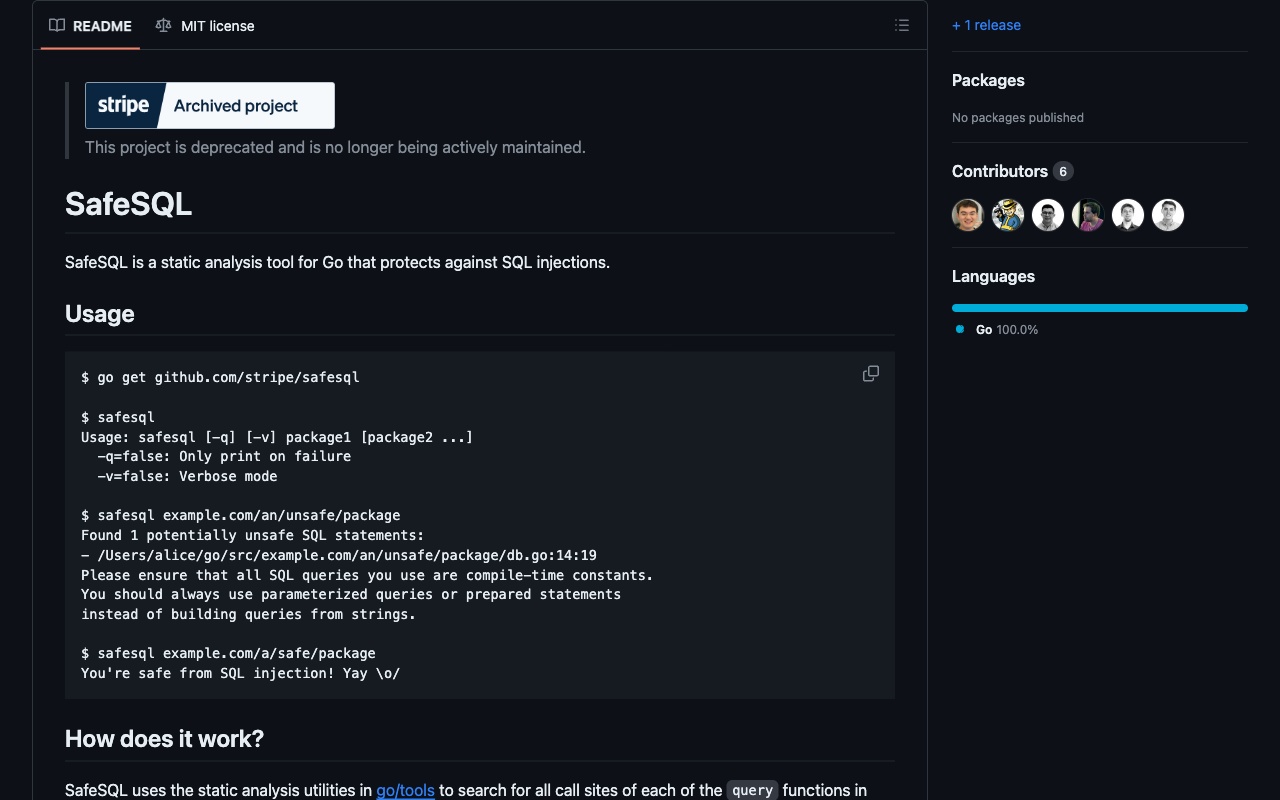 README
MIT license
stripe Archived project
This project is deprecated and is no longer being actively maintained.
SafeSQL
SafeSQL is a static analysis tool for Go that protects against SQL injections.
Usage
$ go get github.com/stripe/safesql
$ safesql
Usage: safesql [-q] [-v] package1 [package2 ...]
  -q=false: Only print on failure
  -v=false: Verbose mode
$ safesql example.com/an/unsafe/package
Found 1 potentially unsafe SQL statements:
- /Users/alice/go/src/example.com/an/unsafe/package/db.go:14:19
Please ensure that all SQL queries you use are compile-time constants.
You should always use parameterized queries or prepared statements
instead of building queries from strings.
$ safesql example.com/a/safe/package
You're safe from SQL injection! Yay \o/
How does it work?
SafeSQL uses the static analysis utilities in go/tools to search for all call sites of each of the query functions in
+ 1 release
Packages
No packages published
Contributors 6
Languages
Go 100.0%